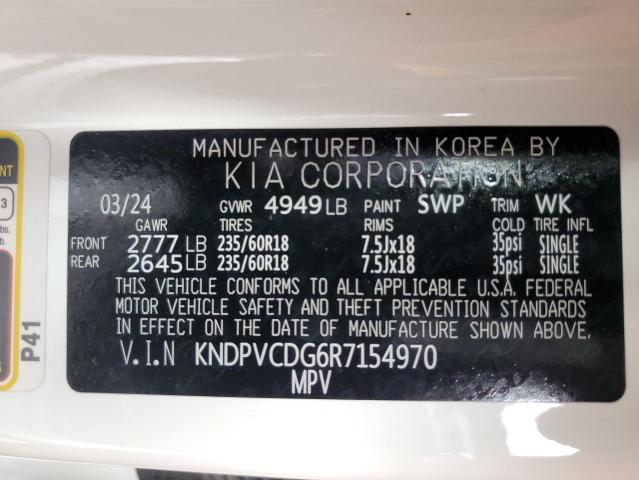 MANUFACTURED IN KOREA BY
KIA CORPORATION
03/24 GVWR 4949 LB PAINT SWP TRIM WK
GAWR TIRES RIMS COLD TIRE INFL
FRONT 2777 LB 235/60R18 7.5Jx18 35psi SINGLE
REAR 2645 LB 235/60R18 7.5Jx18 35psi SINGLE
THIS VEHICLE CONFORMS TO ALL APPLICABLE U.S.A. FEDERAL
MOTOR VEHICLE SAFETY AND THEFT PREVENTION STANDARDS
IN EFFECT ON THE DATE OF MANUFACTURE SHOWN ABOVE.
V.I.N KNDPVCDG6R7154970
MPV
P41
3